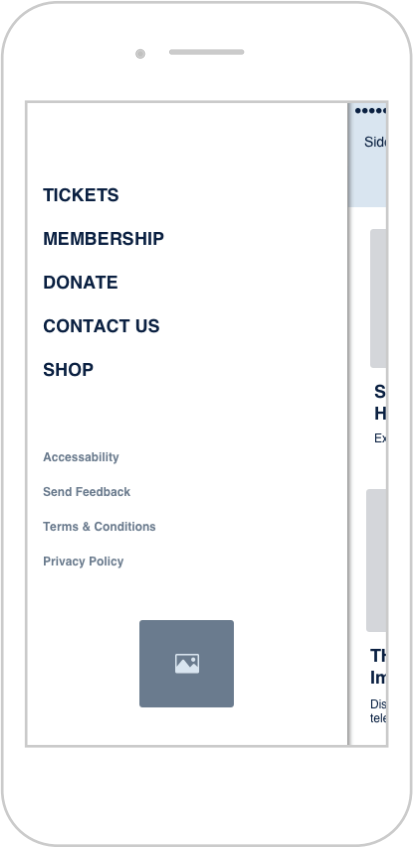 TICKETS
MEMBERSHIP
DONATE
CONTACT US
SHOP
Accessability
Send Feedback
Terms & Conditions
Privacy Policy